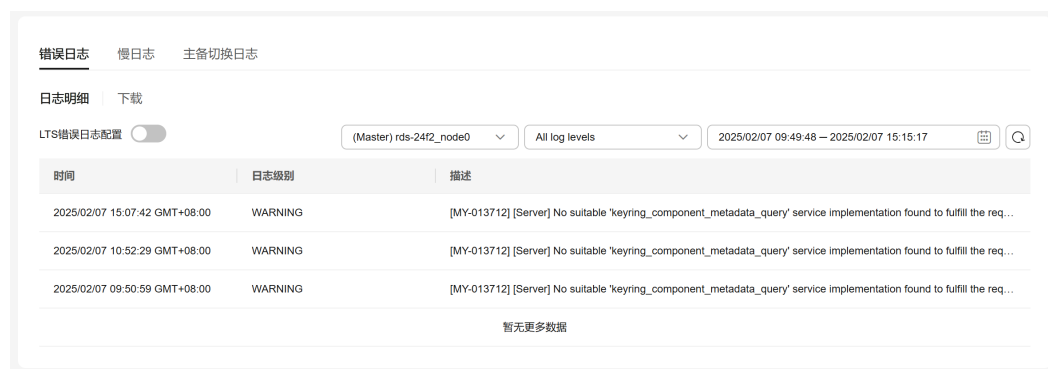 错误日志 慢日志 主备切换日志
日志明细 下载
LTS错误日志配置 (Master) rds-24f2_node0 All log levels 2025/02/07 09:49:48 — 2025/02/07 15:15:17
时间 日志级别 描述
2025/02/07 15:07:42 GMT+08:00 WARNING [MY-013712] [Server] No suitable 'keyring_component_metadata_query' service implementation found to fulfill the req…
2025/02/07 10:52:29 GMT+08:00 WARNING [MY-013712] [Server] No suitable 'keyring_component_metadata_query' service implementation found to fulfill the req…
2025/02/07 09:50:59 GMT+08:00 WARNING [MY-013712] [Server] No suitable 'keyring_component_metadata_query' service implementation found to fulfill the req…
暂无更多数据